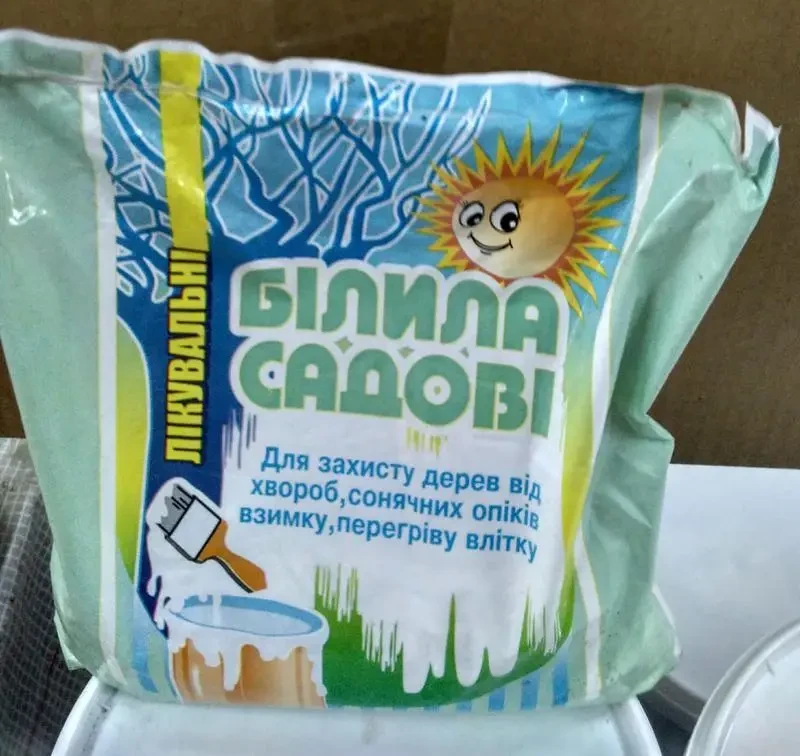 ЛІКУВАЛЬНІ
БІЛИЛА
САДОВІ
Для захисту дерев від
хвороб,сонячних опіків
взимку,перегріву влітку